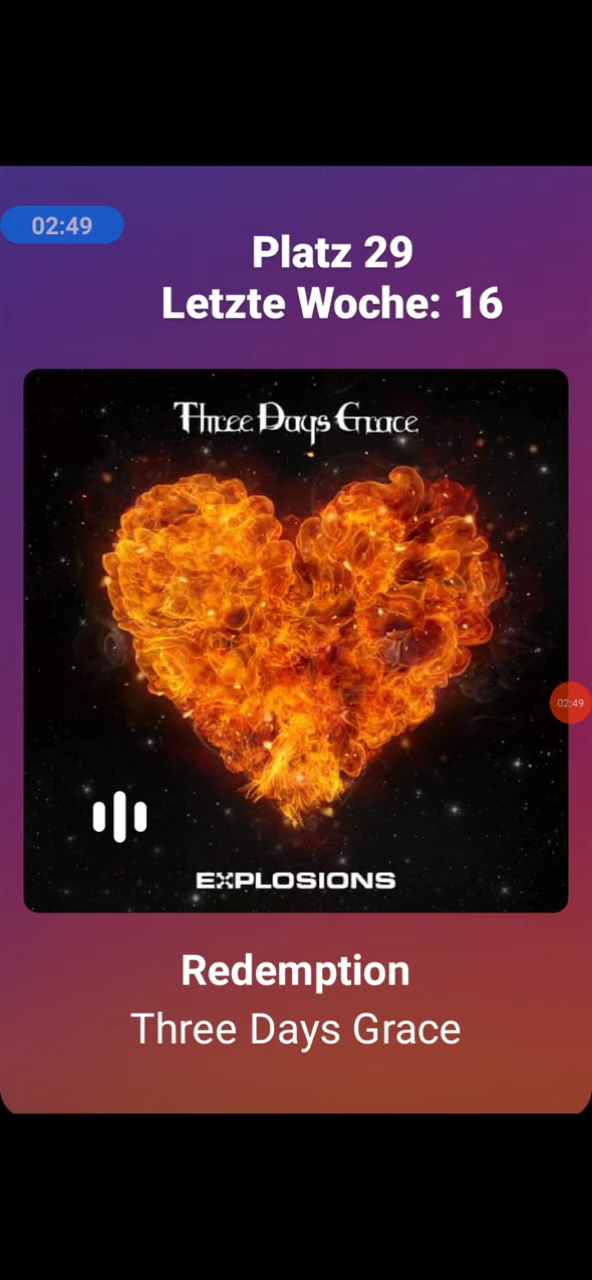 02:49
Platz 29
Letzte Woche: 16
Three Days Grace
02:49
EXPLOSIONS
Redemption
Three Days Grace